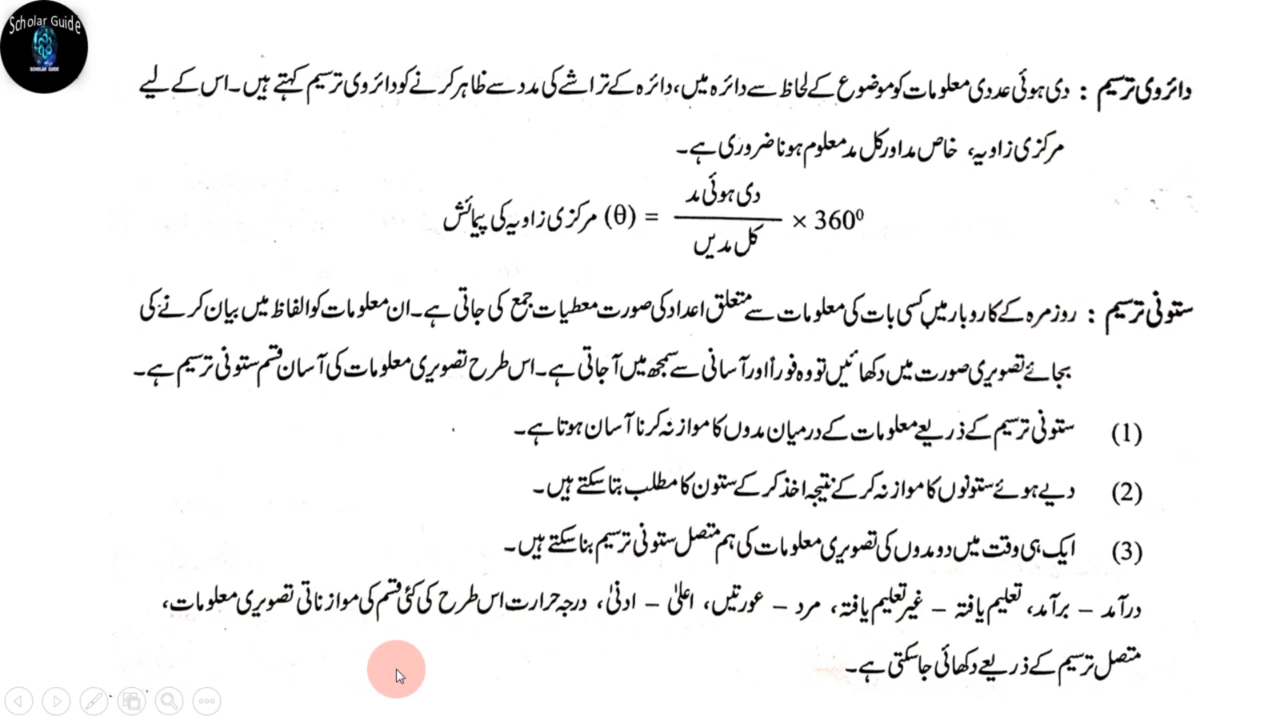 Scholar Guide
SCHOLAR GUIDE
دائروی ترسیم : دی ہوئی عددی معلومات کو موضوع کے لحاظ سے دائرہ میں، دائرہ کے تراشے کی مدد سے ظاہر کرنے کو دائروی ترسیم کہتے ہیں۔ اس کے لیے
مرکزی زاویہ، خاص مد اور کل مد معلوم ہونا ضروری ہے۔
دی ہوئی مد
مرکزی زاویہ کی پیمائش (θ) = × 360⁰
کل مدیں
ستونی ترسیم : روزمرہ کے کاروبار میں کسی بات کی معلومات سے متعلق اعداد کی صورت معطیات جمع کی جاتی ہے۔ ان معلومات کو الفاظ میں بیان کرنے کی
بجائے تصویری صورت میں دکھائیں تو وہ فوراً اور آسانی سے سمجھ میں آ جاتی ہے۔ اس طرح تصویری معلومات کی آسان قسم ستونی ترسیم ہے۔
(1) ستونی ترسیم کے ذریعے معلومات کے درمیان مدوں کا موازنہ کرنا آسان ہوتا ہے۔
(2) دیے ہوئے ستونوں کا موازنہ کر کے نتیجہ اخذ کر کے ستون کا مطلب بتا سکتے ہیں۔
(3) ایک ہی وقت میں دو مدوں کی تصویری معلومات کی ہم متصل ستونی ترسیم بنا سکتے ہیں۔
درآمد – برآمد، تعلیم یافتہ – غیر تعلیم یافتہ، مرد – عورتیں، اعلیٰ – ادنیٰ، درجہ حرارت اس طرح کی کئی قسم کی موازناتی تصویری معلومات،
متصل ترسیم کے ذریعے دکھائی جا سکتی ہے۔